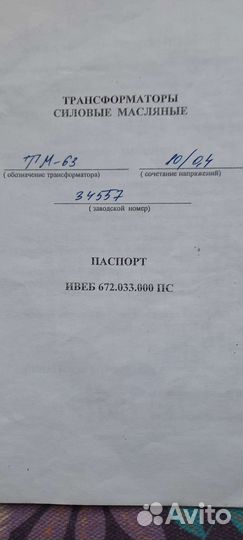 ТРАНСФОРМАТОРЫ
СИЛОВЫЕ МАСЛЯНЫЕ
ТМ-63 10/0,4
( обозначение трансформатора) ( сочетание напряжений)
34557
( заводской номер)
ПАСПОРТ
ИВЕБ 672.033.000 ПС
Avito